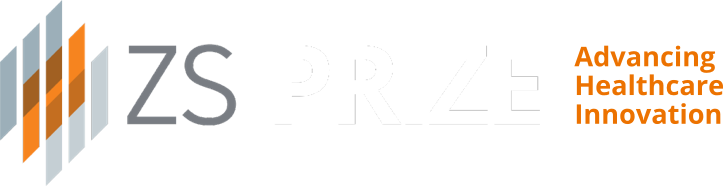 ZS PRIZE
Advancing
Healthcare
Innovation